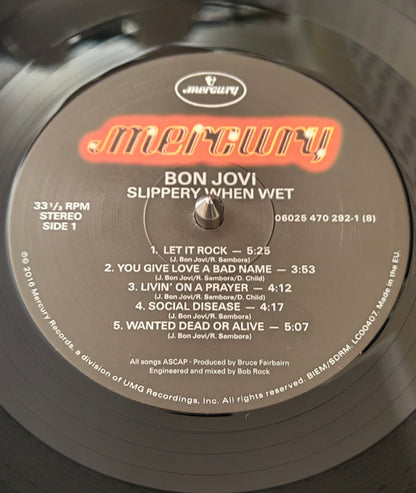 mercury
mercury
BON JOVI
SLIPPERY WHEN WET
33 1/3 RPM
STEREO
SIDE 1
06025 470 292-1 (B)
1. LET IT ROCK — 5:25
(J. Bon Jovi/R. Sambora)
2. YOU GIVE LOVE A BAD NAME — 3:53
(J. Bon Jovi/R. Sambora/D. Child)
3. LIVIN' ON A PRAYER — 4:12
(J. Bon Jovi/R. Sambora/D. Child)
4. SOCIAL DISEASE — 4:17
(J. Bon Jovi/R. Sambora)
5. WANTED DEAD OR ALIVE — 5:07
(J. Bon Jovi/R. Sambora)
All songs ASCAP · Produced by Bruce Fairbairn
Engineered and mixed by Bob Rock
℗© 2016 Mercury Records, a division of UMG Recordings, Inc. All rights reserved. BIEM/SDRM. LC00407. Made in the EU.